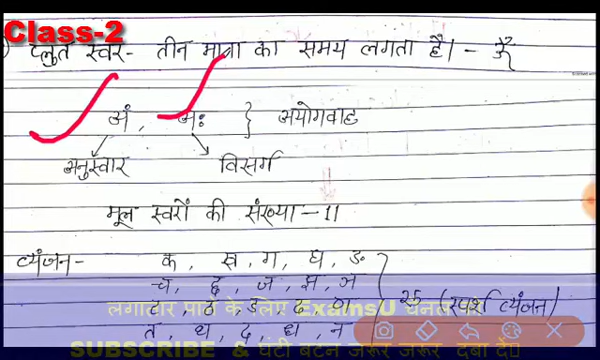 Class-2
प्लुत स्वर- तीन मात्रा का समय लगता है। - ॐ
अं, अः } अयोगवाह
अनुस्वार विसर्ग
मूल स्वरों की संख्या - 11
व्यंजन- क, ख, ग, घ, ङ
च, छ, ज, झ, ञ
ट, ठ, ड, ढ, ण 25 (स्पर्श व्यंजन)
लगातार पाने के लिए ExamsU चैनल
त, थ, द, ध, न
SUBSCRIBE & घंटी बटन जरूर जरूर दबा दें